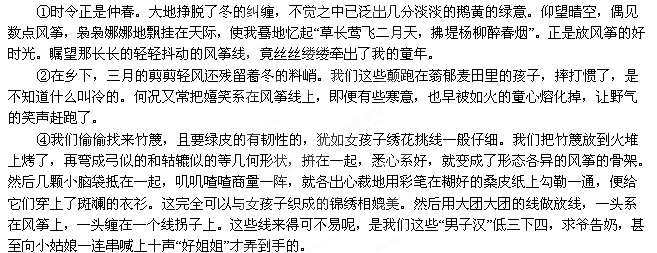 ①时令正是仲春。大地挣脱了冬的纠缠，不觉之中已泛出几分淡淡的鹅黄的绿意。仰望晴空，偶见
数点风筝，袅袅娜娜地飘挂在天际，使我蓦地忆起“草长莺飞二月天，拂堤杨柳醉春烟”。正是放风筝的好
时光。瞩望那长长的轻轻抖动的风筝线，竟丝丝缕缕牵出了我的童年。
②在乡下，三月的剪剪轻风还残留着冬的料峭。我们这些颠跑在蓊郁麦田里的孩子，摔打惯了，是
不知道什么叫冷的。何况又常把嬉笑系在风筝线上，即便有些寒意，也早被如火的童心熔化掉，让野气
的笑声赶跑了。
④我们偷偷找来竹篾，且要绿皮的有韧性的，犹如女孩子绣花挑线一般仔细。我们把竹篾放到火堆
上烤了，再弯成弓似的和轱辘似的等几何形状，拼在一起，悉心系好，就变成了形态各异的风筝的骨架。
然后几颗小脑袋抵在一起，叽叽喳喳商量一阵，就各出心裁地用彩笔在糊好的桑皮纸上勾勒一通，便给
它们穿上了斑斓的衣衫。这完全可以与女孩子织成的锦绣相媲美。然后用大团大团的线做放线，一头系
在风筝上，一头缠在一个线拐子上。这些线来得可不易呢，是我们这些“男子汉”低三下四，求爷告奶，甚
至向小姑娘一连串喊上十声“好姐姐”才弄到手的。